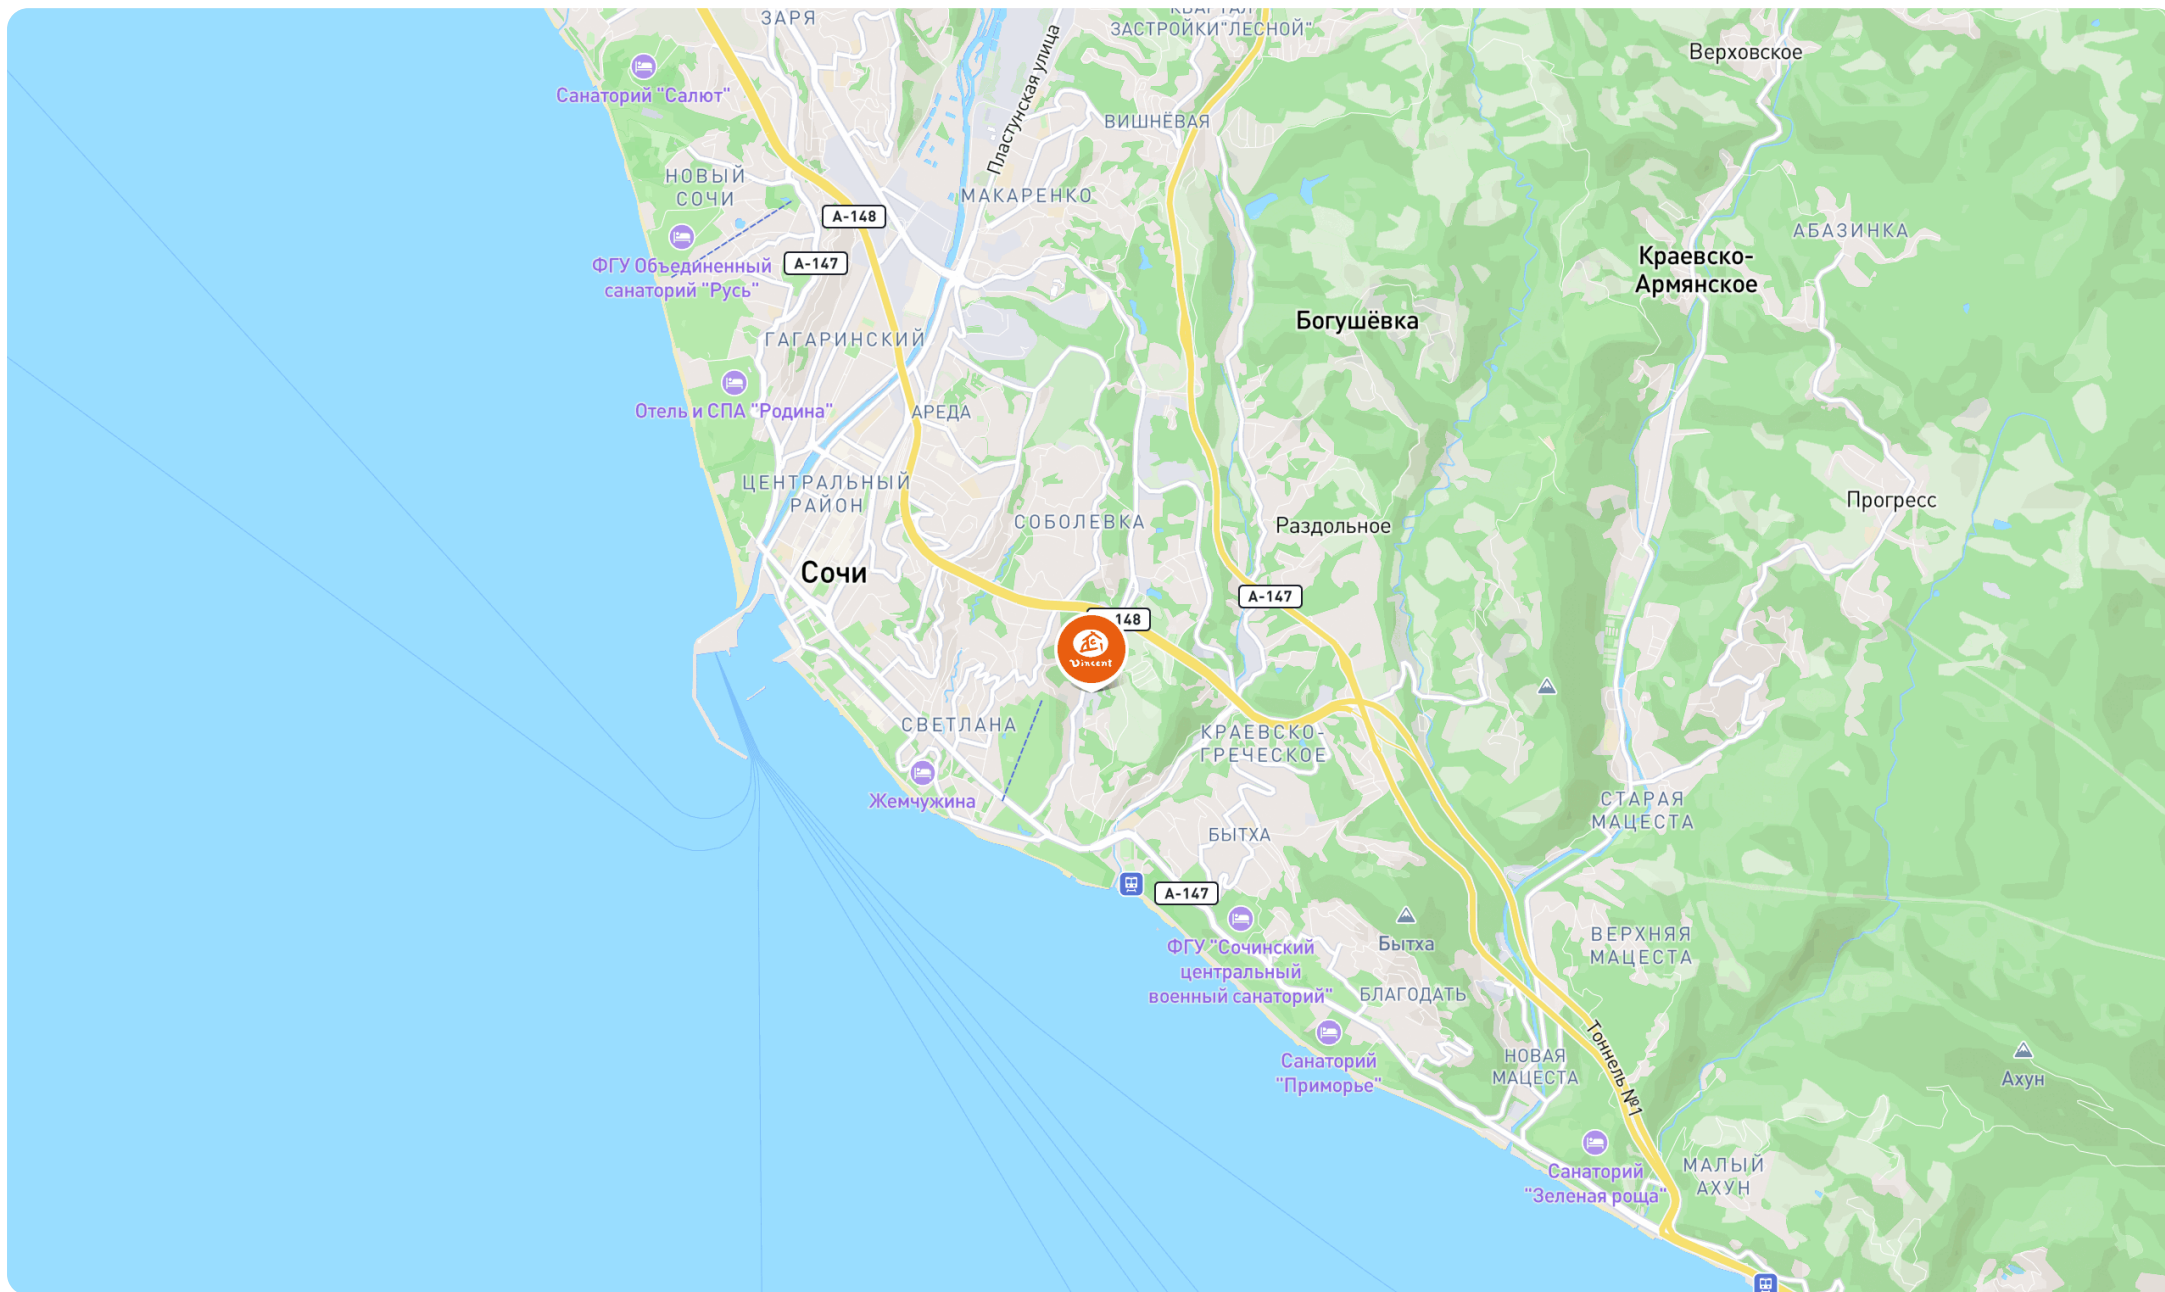 ЗАРЯ
КВАРТАЛ
ЗАСТРОЙКИ"ЛЕСНОЙ"
Верховское
Санаторий "Салют"
Пластунская улица
ВИШНЁВАЯ
НОВЫЙ
СОЧИ
МАКАРЕНКО
А-148
АБАЗИНКА
ФГУ Объединенный
санаторий "Русь"
А-147
Краевско-
Армянское
Богушёвка
ГАГАРИНСКИЙ
Отель и СПА "Родина"
АРЕДА
ЦЕНТРАЛЬНЫЙ
РАЙОН
Прогресс
СОБОЛЕВКА
Раздольное
Сочи
А-147
148
Vincent
СВЕТЛАНА
КРАЕВСКО-
ГРЕЧЕСКОЕ
Жемчужина
СТАРАЯ
МАЦЕСТА
БЫТХА
А-147
ФГУ "Сочинский
центральный
военный санаторий"
Бытха
ВЕРХНЯЯ
МАЦЕСТА
БЛАГОДАТЬ
Санаторий
"Приморье"
НОВАЯ
МАЦЕСТА
Тоннель №1
Ахун
Санаторий
"Зеленая роща"
МАЛЫЙ
АХУН